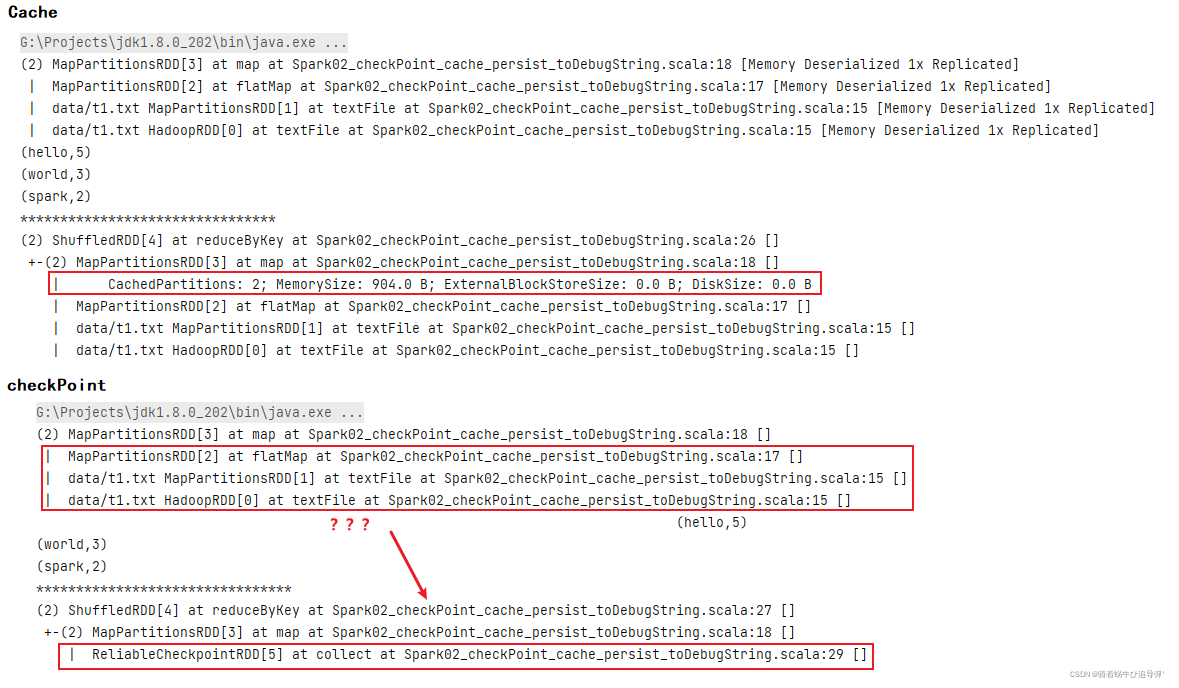 Cache
G:\Projects\jdk1.8.0_202\bin\java.exe ...
(2) MapPartitionsRDD[3] at map at Spark02_checkPoint_cache_persist_toDebugString.scala:18 [Memory Deserialized 1x Replicated]
| MapPartitionsRDD[2] at flatMap at Spark02_checkPoint_cache_persist_toDebugString.scala:17 [Memory Deserialized 1x Replicated]
| data/t1.txt MapPartitionsRDD[1] at textFile at Spark02_checkPoint_cache_persist_toDebugString.scala:15 [Memory Deserialized 1x Replicated]
| data/t1.txt HadoopRDD[0] at textFile at Spark02_checkPoint_cache_persist_toDebugString.scala:15 [Memory Deserialized 1x Replicated]
(hello,5)
(world,3)
(spark,2)
********************************
(2) ShuffledRDD[4] at reduceByKey at Spark02_checkPoint_cache_persist_toDebugString.scala:26 []
+-(2) MapPartitionsRDD[3] at map at Spark02_checkPoint_cache_persist_toDebugString.scala:18 []
| CachedPartitions: 2; MemorySize: 904.0 B; ExternalBlockStoreSize: 0.0 B; DiskSize: 0.0 B
| MapPartitionsRDD[2] at flatMap at Spark02_checkPoint_cache_persist_toDebugString.scala:17 []
| data/t1.txt MapPartitionsRDD[1] at textFile at Spark02_checkPoint_cache_persist_toDebugString.scala:15 []
| data/t1.txt HadoopRDD[0] at textFile at Spark02_checkPoint_cache_persist_toDebugString.scala:15 []
checkPoint
G:\Projects\jdk1.8.0_202\bin\java.exe ...
(2) MapPartitionsRDD[3] at map at Spark02_checkPoint_cache_persist_toDebugString.scala:18 []
| MapPartitionsRDD[2] at flatMap at Spark02_checkPoint_cache_persist_toDebugString.scala:17 []
| data/t1.txt MapPartitionsRDD[1] at textFile at Spark02_checkPoint_cache_persist_toDebugString.scala:15 []
| data/t1.txt HadoopRDD[0] at textFile at Spark02_checkPoint_cache_persist_toDebugString.scala:15 []
？？？ (hello,5)
(world,3)
(spark,2)
********************************
(2) ShuffledRDD[4] at reduceByKey at Spark02_checkPoint_cache_persist_toDebugString.scala:27 []
+-(2) MapPartitionsRDD[3] at map at Spark02_checkPoint_cache_persist_toDebugString.scala:18 []
| ReliableCheckpointRDD[5] at collect at Spark02_checkPoint_cache_persist_toDebugString.scala:29 []
CSDN @骑着蜗牛ひ追导弹'